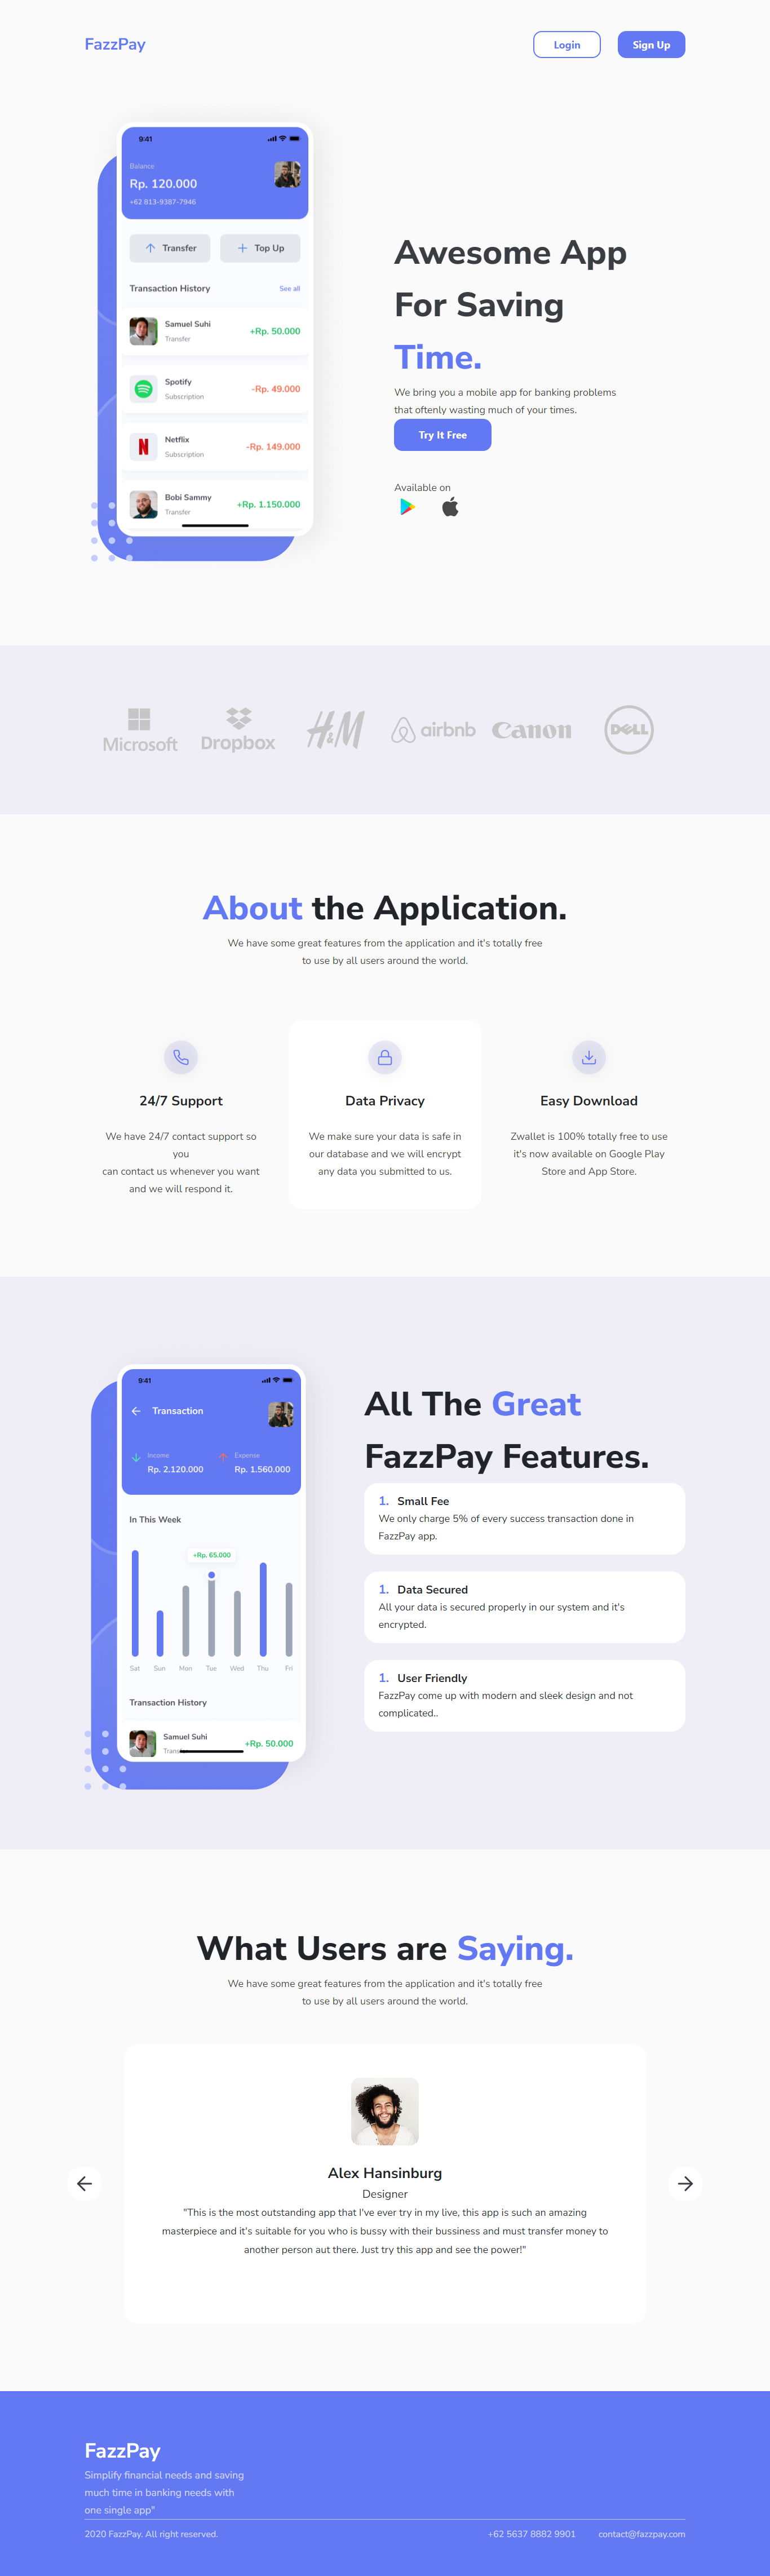 FazzPay
Login
Sign Up
9:41
Balance
Rp. 120.000
+62 813-9387-7946
Transfer
Top Up
Transaction History
See all
Samuel Suhi
Transfer
+Rp. 50.000
Spotify
Subscription
-Rp. 49.000
Netflix
Subscription
-Rp. 149.000
Bobi Sammy
Transfer
+Rp. 1.150.000
Awesome App
For Saving
Time.
We bring you a mobile app for banking problems
that oftenly wasting much of your times.
Try It Free
Available on
Microsoft
Dropbox
H&M
airbnb
Canon
DELL
About the Application.
We have some great features from the application and it's totally free
to use by all users around the world.
24/7 Support
We have 24/7 contact support so
you
can contact us whenever you want
and we will respond it.
Data Privacy
We make sure your data is safe in
our database and we will encrypt
any data you submitted to us.
Easy Download
Zwallet is 100% totally free to use
it's now available on Google Play
Store and App Store.
9:41
Transaction
Income
Rp. 2.120.000
Expense
Rp. 1.560.000
In This Week
+Rp. 65.000
Sat Sun Mon Tue Wed Thu Fri
Transaction History
Samuel Suhi
Transfer
+Rp. 50.000
All The Great
FazzPay Features.
1. Small Fee
We only charge 5% of every success transaction done in
FazzPay app.
1. Data Secured
All your data is secured properly in our system and it's
encrypted.
1. User Friendly
FazzPay come up with modern and sleek design and not
complicated..
What Users are Saying.
We have some great features from the application and it's totally free
to use by all users around the world.
Alex Hansinburg
Designer
"This is the most outstanding app that I've ever try in my live, this app is such an amazing
masterpiece and it's suitable for you who is bussy with their bussiness and must transfer money to
another person aut there. Just try this app and see the power!"
FazzPay
Simplify financial needs and saving
much time in banking needs with
one single app"
2020 FazzPay. All right reserved.
+62 5637 8882 9901
contact@fazzpay.com